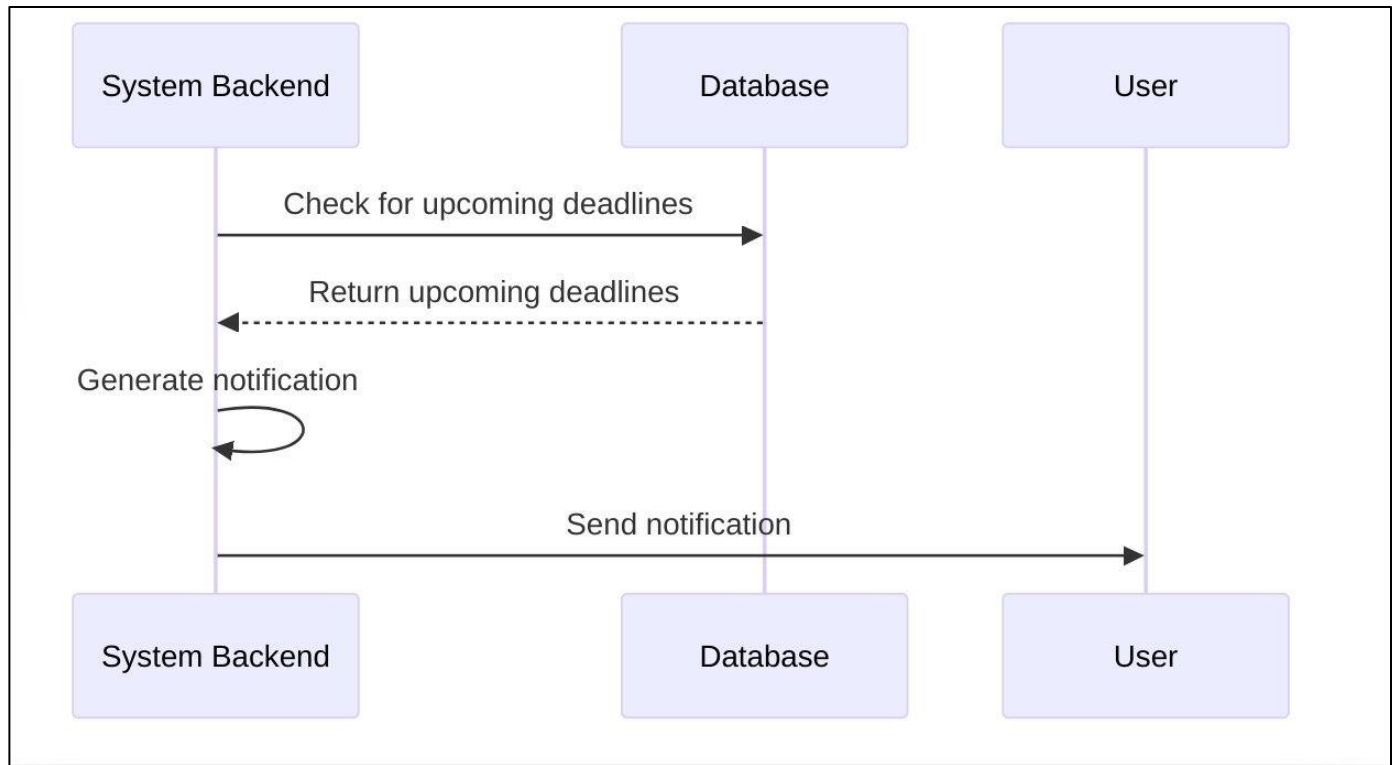 System Backend
Database
User
Check for upcoming deadlines
Return upcoming deadlines
Generate notification
Send notification
System Backend
Database
User